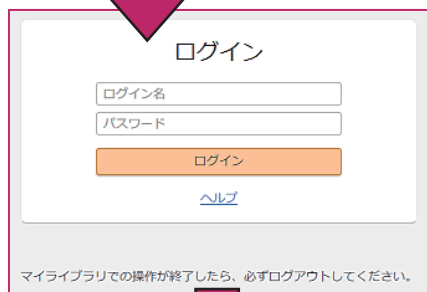 ログイン
ログイン名
パスワード
ログイン
ヘルプ
マイライブラリでの操作が終了したら、必ずログアウトしてください。